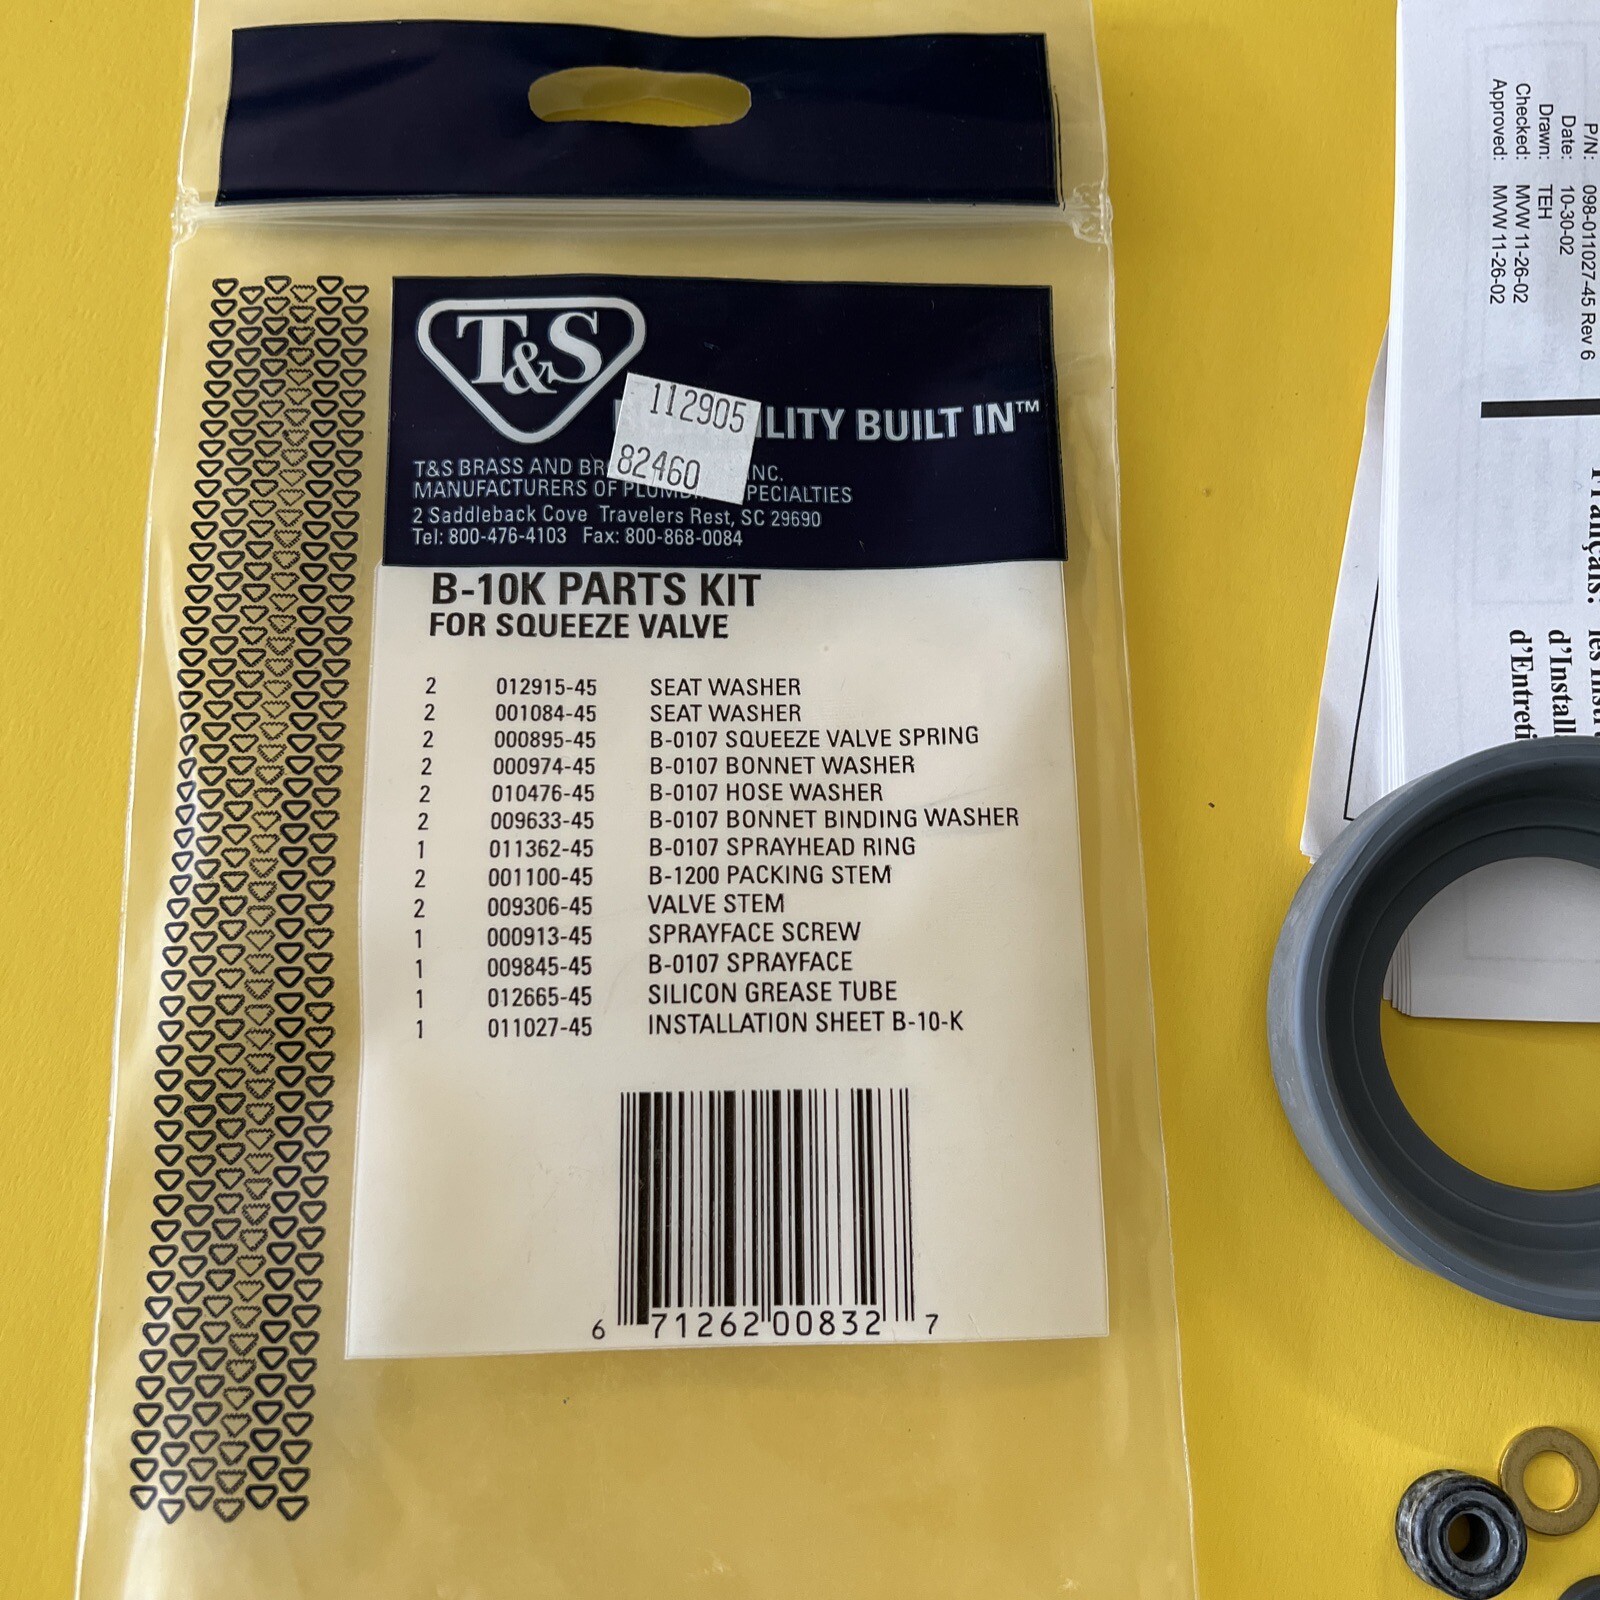 T&S
LITY BUILT IN™
112905
82460
T&S BRASS AND INC.
MANUFACTURERS OF PLUMBING SPECIALTIES
2 Saddleback Cove Travelers Rest, SC 29690
Tel: 800-476-4103 Fax: 800-868-0084
B-10K PARTS KIT
FOR SQUEEZE VALVE
2 012915-45 SEAT WASHER
2 001084-45 SEAT WASHER
2 000895-45 B-0107 SQUEEZE VALVE SPRING
2 000974-45 B-0107 BONNET WASHER
2 010476-45 B-0107 HOSE WASHER
2 009633-45 B-0107 BONNET BINDING WASHER
1 011362-45 B-0107 SPRAYHEAD RING
2 001100-45 B-1200 PACKING STEM
2 009306-45 VALVE STEM
1 000913-45 SPRAYFACE SCREW
1 009845-45 B-0107 SPRAYFACE
1 012665-45 SILICON GREASE TUBE
1 011027-45 INSTALLATION SHEET B-10-K
6 71262 00832 7
P/N: 098-011027-45 Rev 6
Date: 10-30-02
Drawn: TEH
Checked: MVW 11-26-02
Approved: MVW 11-26-02
Français: les
d'Install
d'Entreti